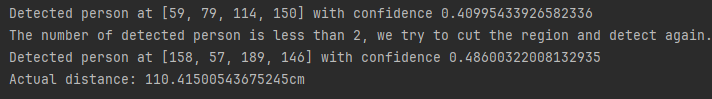 Detected person at [59, 79, 114, 150] with confidence 0.40995433926582336
The number of detected person is less than 2, we try to cut the region and detect again.
Detected person at [158, 57, 189, 146] with confidence 0.48600322008132935
Actual distance: 110.41500543675245cm